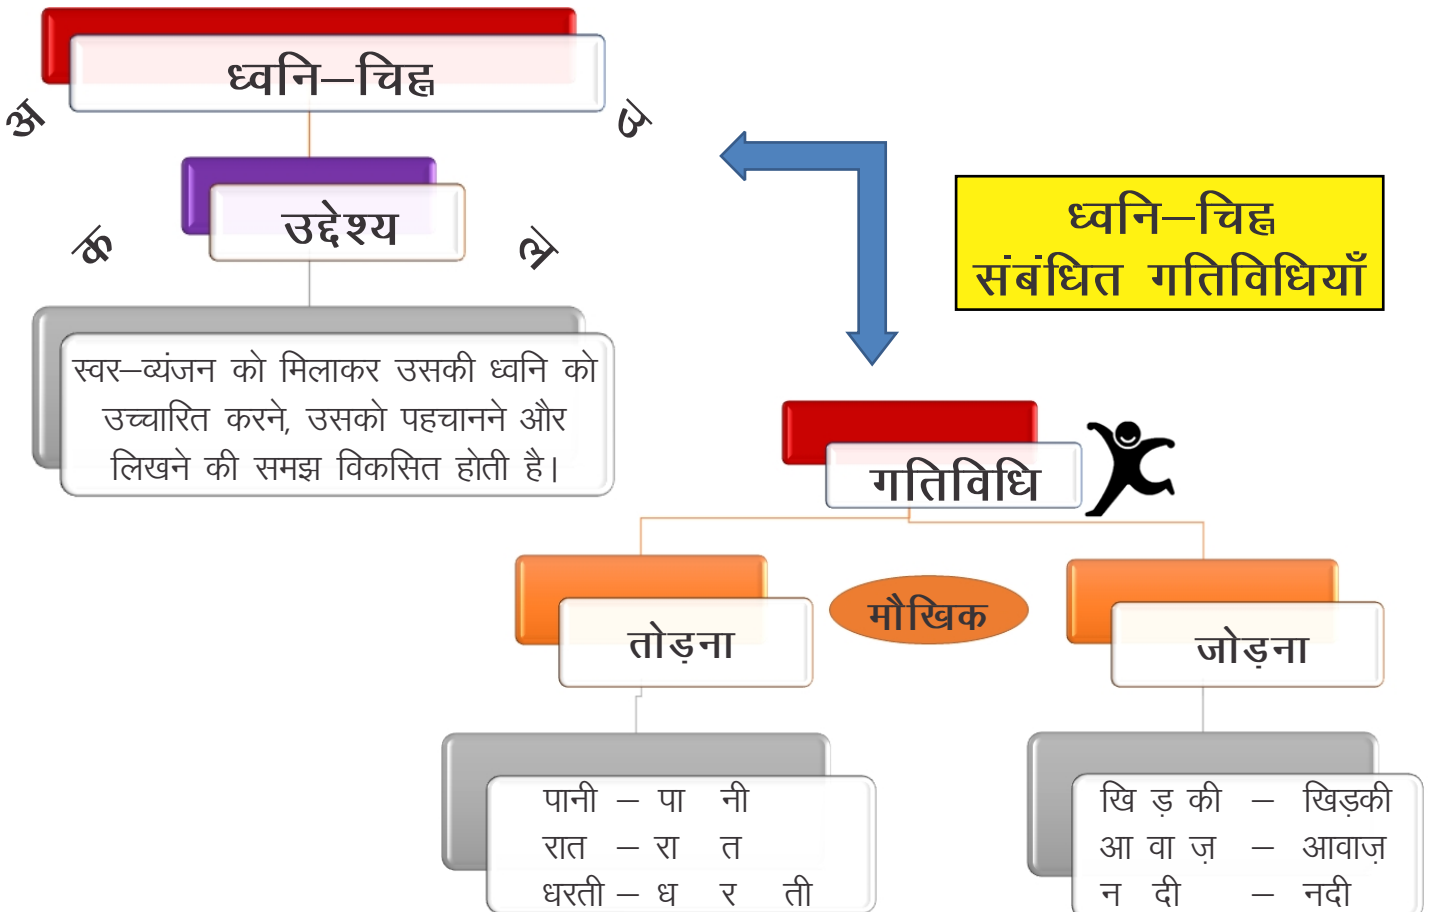 ध्वनि–चिह्न
अ
उ
उद्देश्य
क
स्वर–व्यंजन को मिलाकर उसकी ध्वनि को
उच्चारित करने, उसको पहचानने और
लिखने की समझ विकसित होती है।
ध्वनि–चिह्न
संबंधित गतिविधियाँ
गतिविधि
तोड़ना
मौखिक
जोड़ना
पानी – पा नी
रात – रा त
धरती – ध र ती
खि ड़ की – खिड़की
आ वा ज़ – आवाज़
न दी – नदी